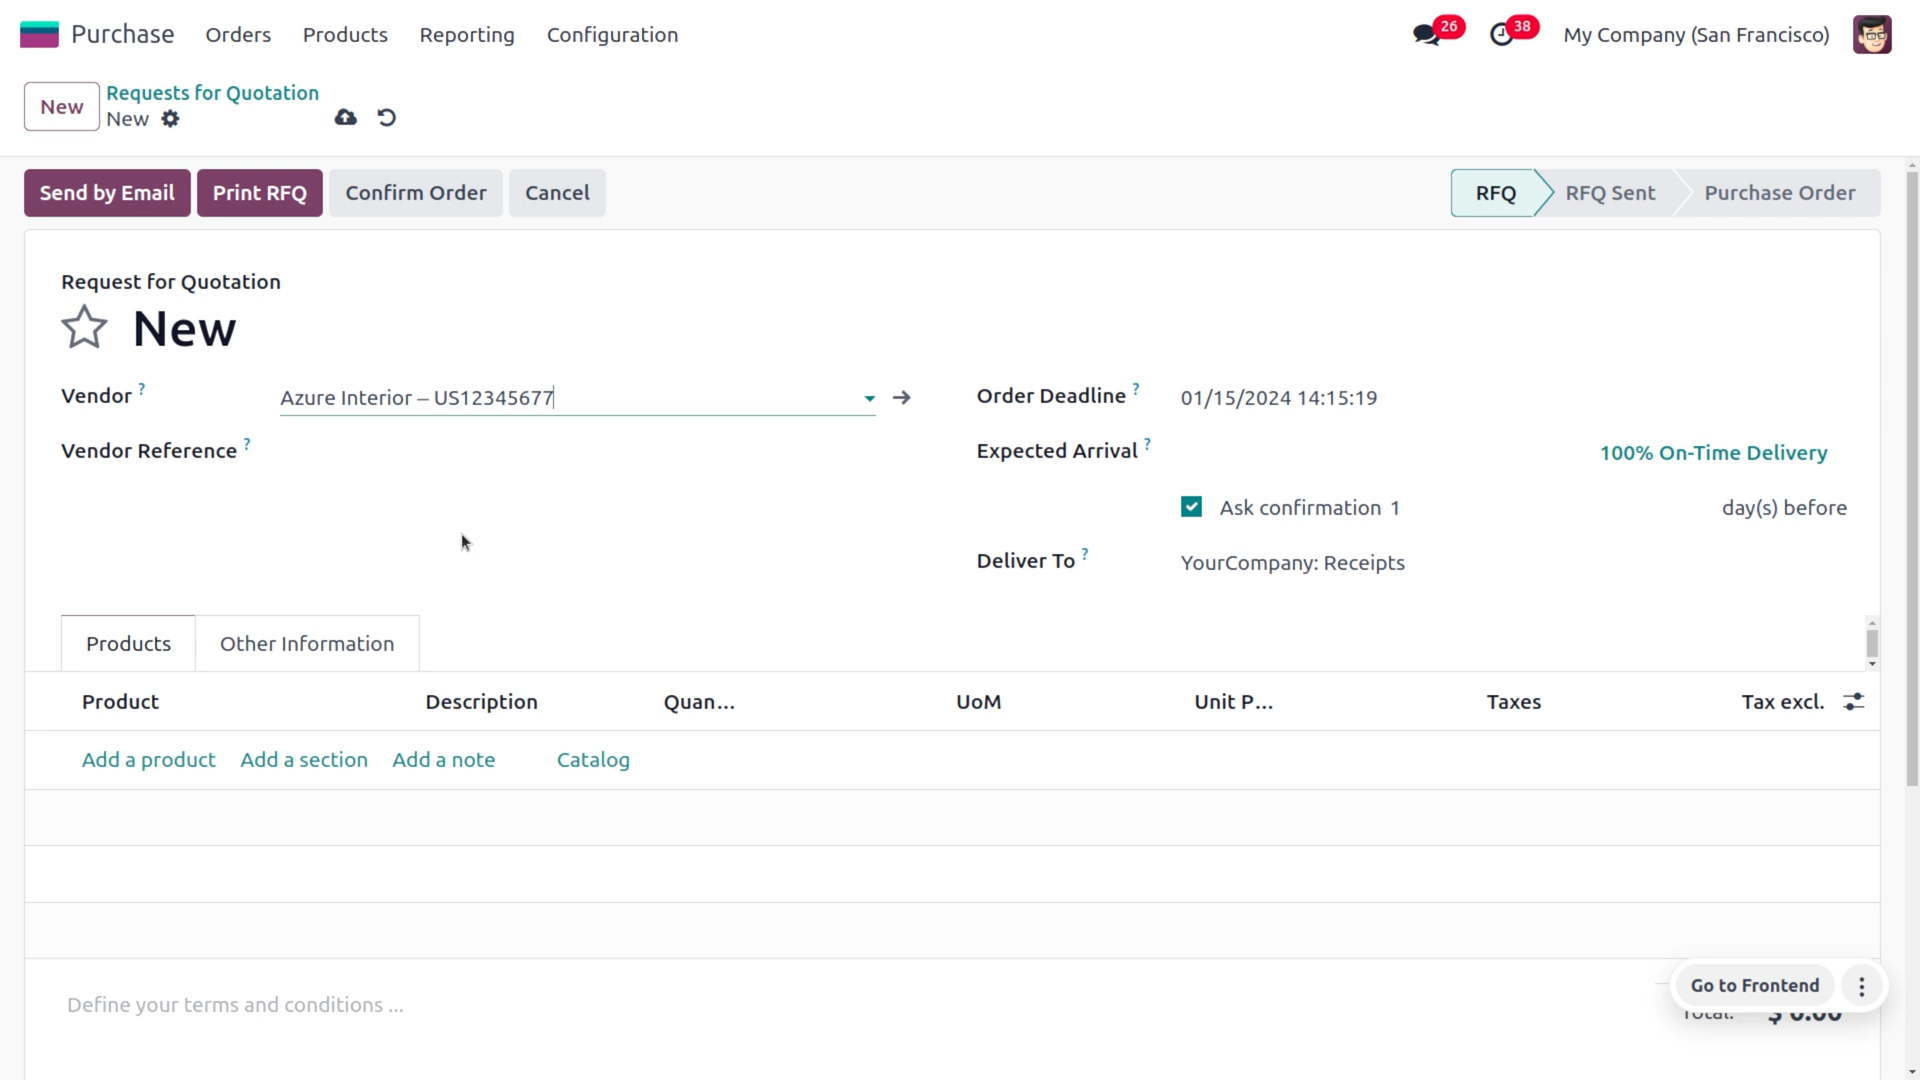 Purchase Orders Products Reporting Configuration 26 38 My Company (San Francisco)
New Requests for Quotation
New
Send by Email Print RFQ Confirm Order Cancel RFQ RFQ Sent Purchase Order
Request for Quotation
New
Vendor ? Azure Interior – US12345677 Order Deadline ? 01/15/2024 14:15:19
Vendor Reference ? Expected Arrival ? 100% On-Time Delivery
Ask confirmation 1 day(s) before
Deliver To ? YourCompany: Receipts
Products Other Information
Product Description Quan... UoM Unit P... Taxes Tax excl.
Add a product Add a section Add a note Catalog
Go to Frontend
Define your terms and conditions ... Total: $ 0.00